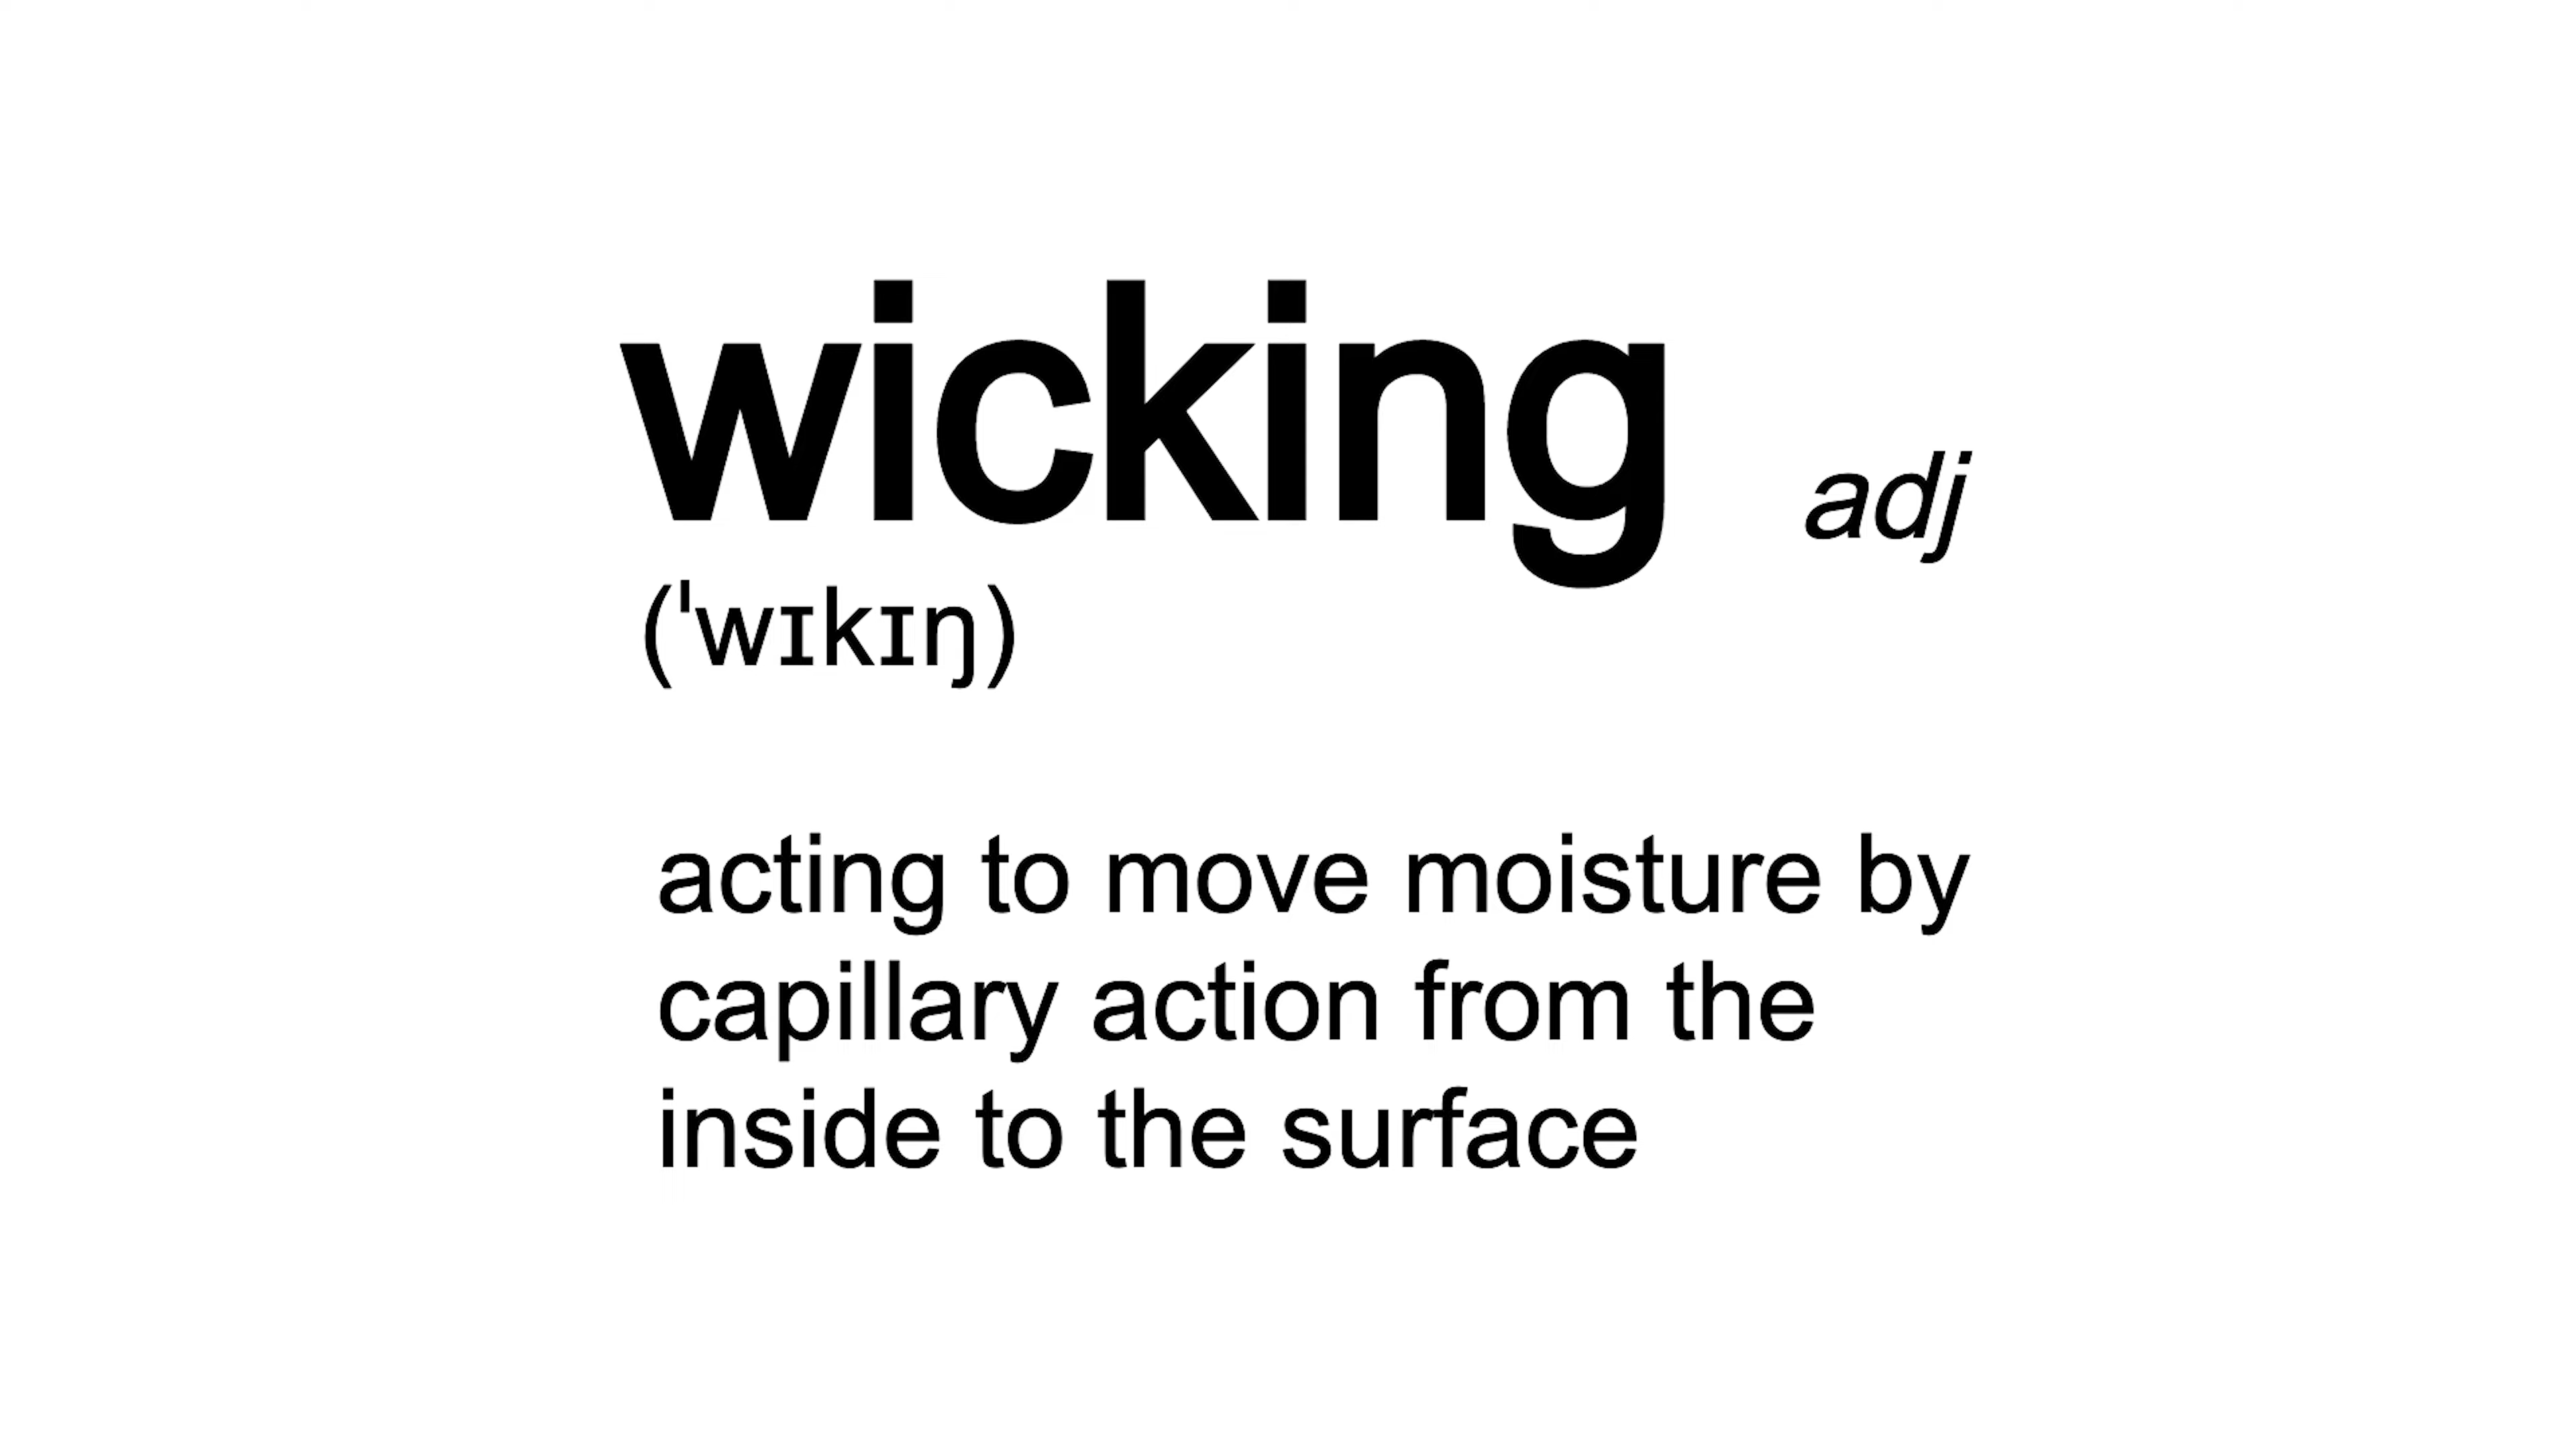 wicking adj
(ˈwɪkɪŋ)
acting to move moisture by
capillary action from the
inside to the surface